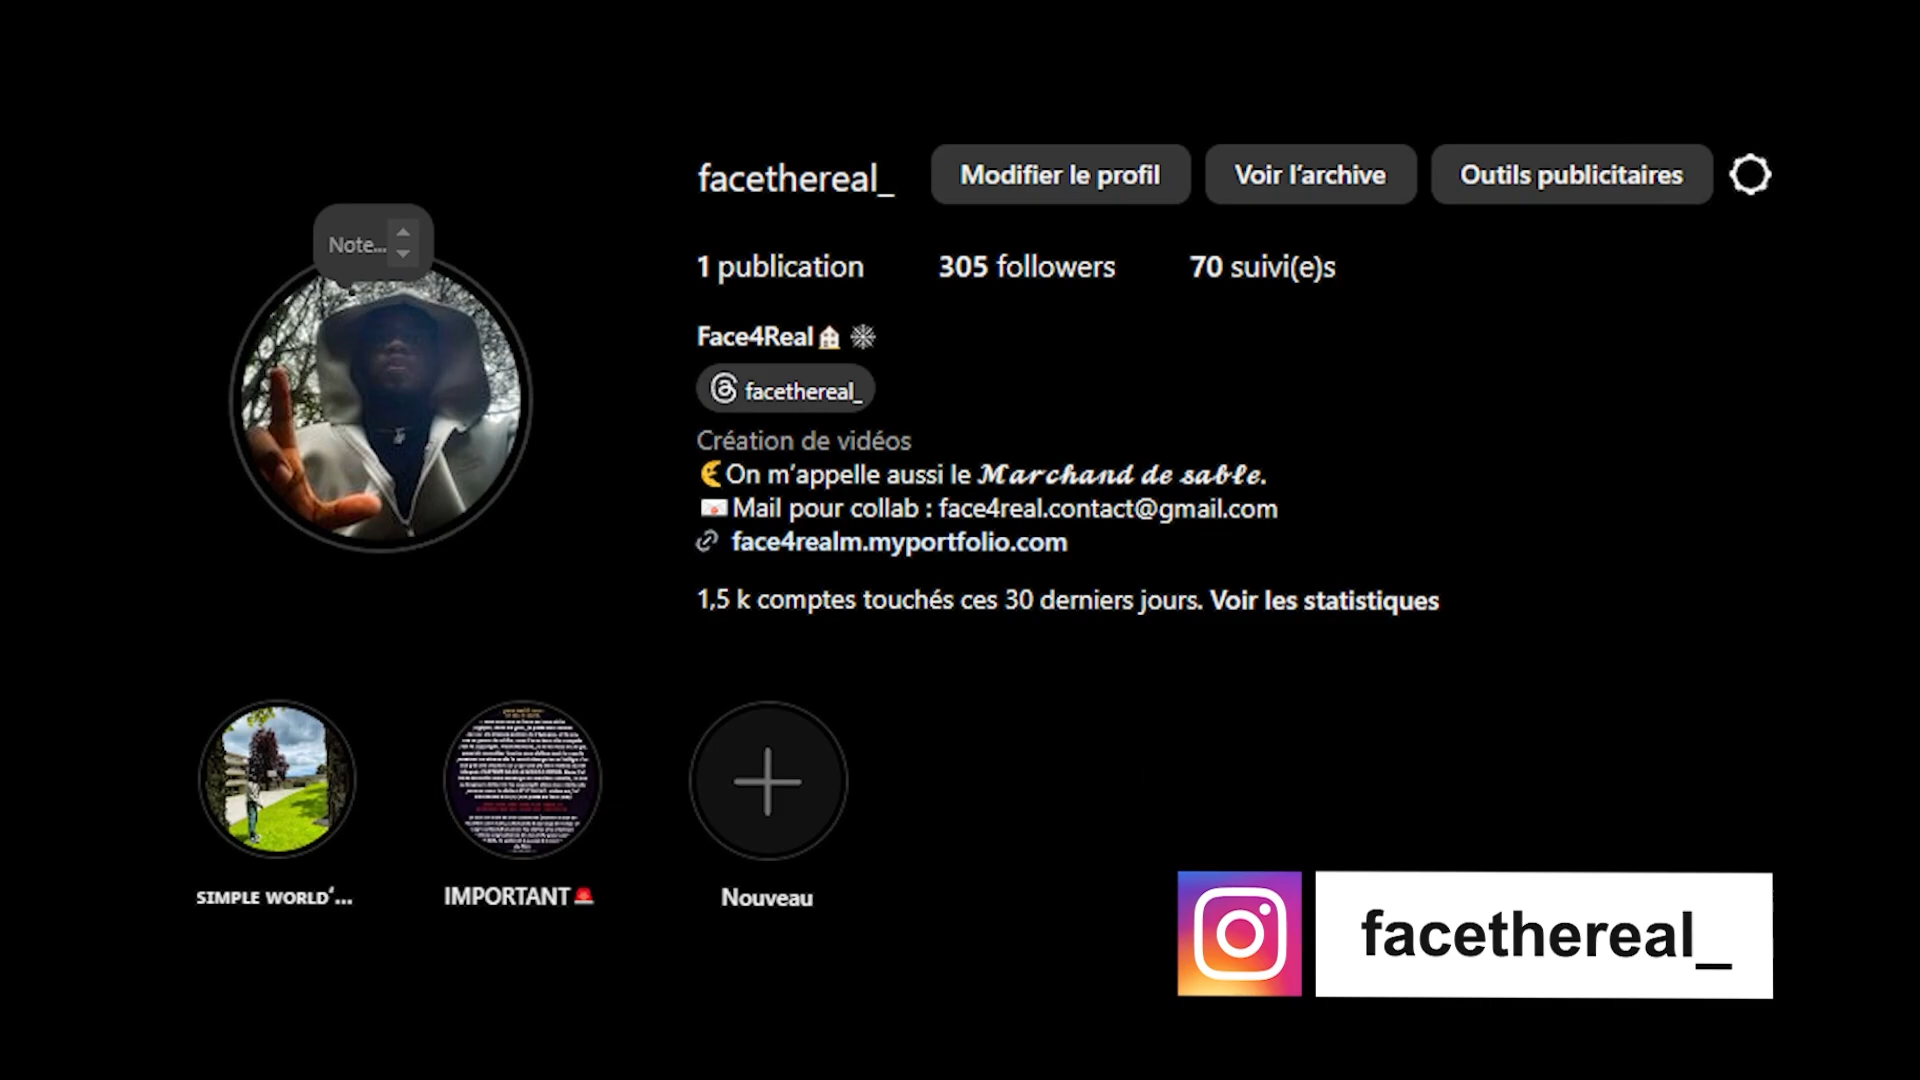 facethereal_
Modifier le profil
Voir l'archive
Outils publicitaires
Note...
1 publication
305 followers
70 suivi(e)s
Face4Real🏠 ❄
facethereal_
Création de vidéos
🌜On m'appelle aussi le 𝓜𝓪𝓻𝓬𝓱𝓪𝓷𝓭 𝓭𝓮 𝓼𝓪𝓫𝓵𝓮.
💌Mail pour collab : face4real.contact@gmail.com
face4realm.myportfolio.com
1,5 k comptes touchés ces 30 derniers jours. Voir les statistiques
ꜱɪᴍᴘʟᴇ ᴡᴏʀʟᴅ‘...
IMPORTANT🚨
Nouveau
facethereal_